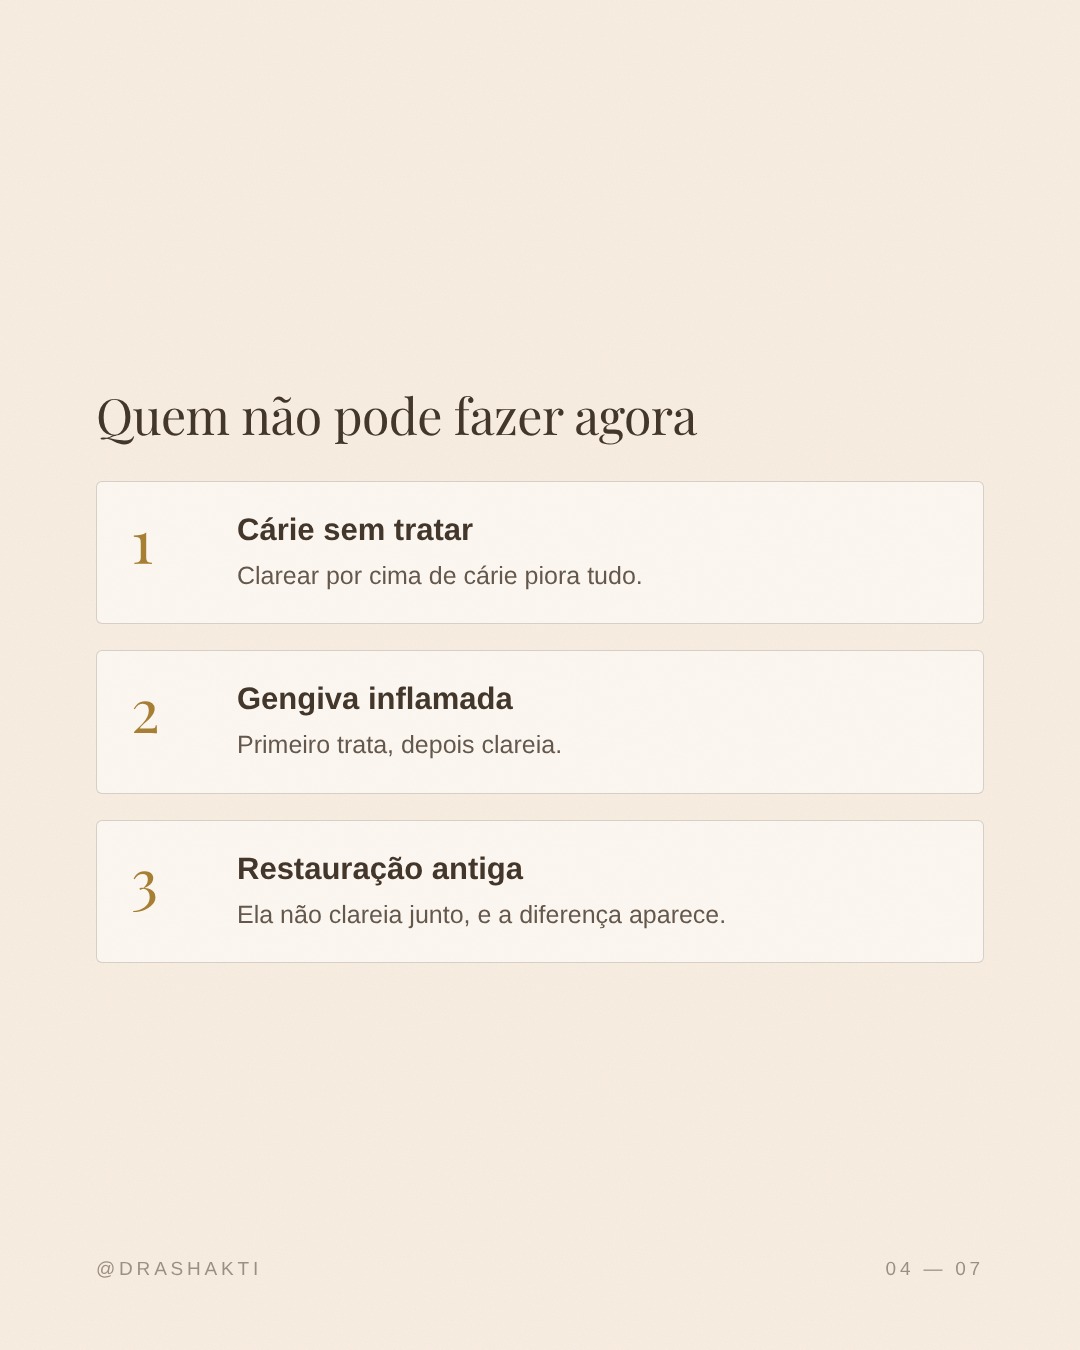 Quem não pode fazer agora
1
Cárie sem tratar
Clarear por cima de cárie piora tudo.
2
Gengiva inflamada
Primeiro trata, depois clareia.
3
Restauração antiga
Ela não clareia junto, e a diferença aparece.
@DRASHAKTI
04 — 07